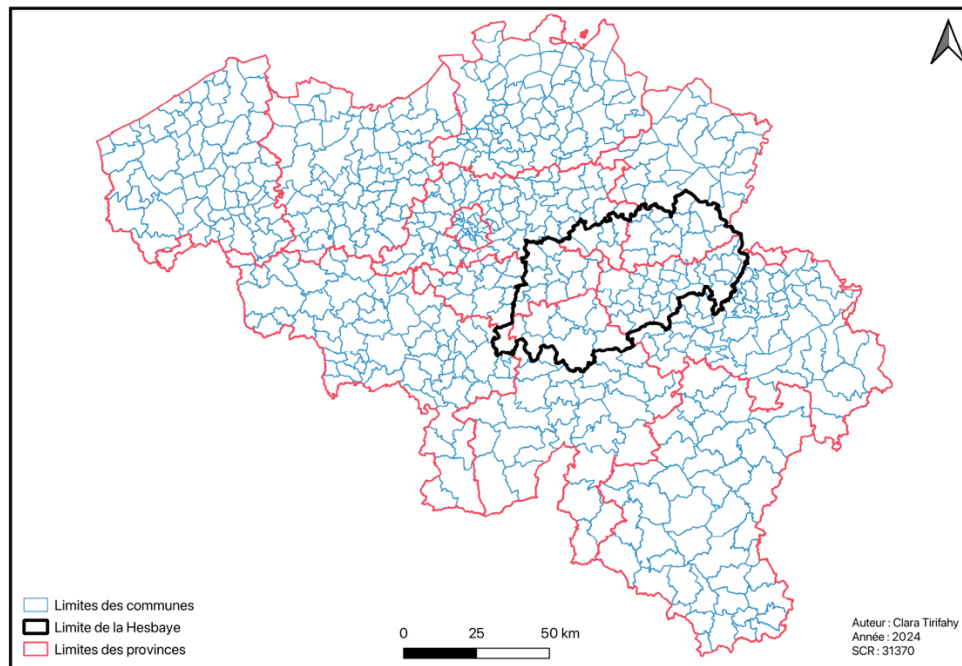 Limites des communes
Limite de la Hesbaye
Limites des provinces
0 25 50 km
Auteur : Clara Tirifahy
Année : 2024
SCR : 31370